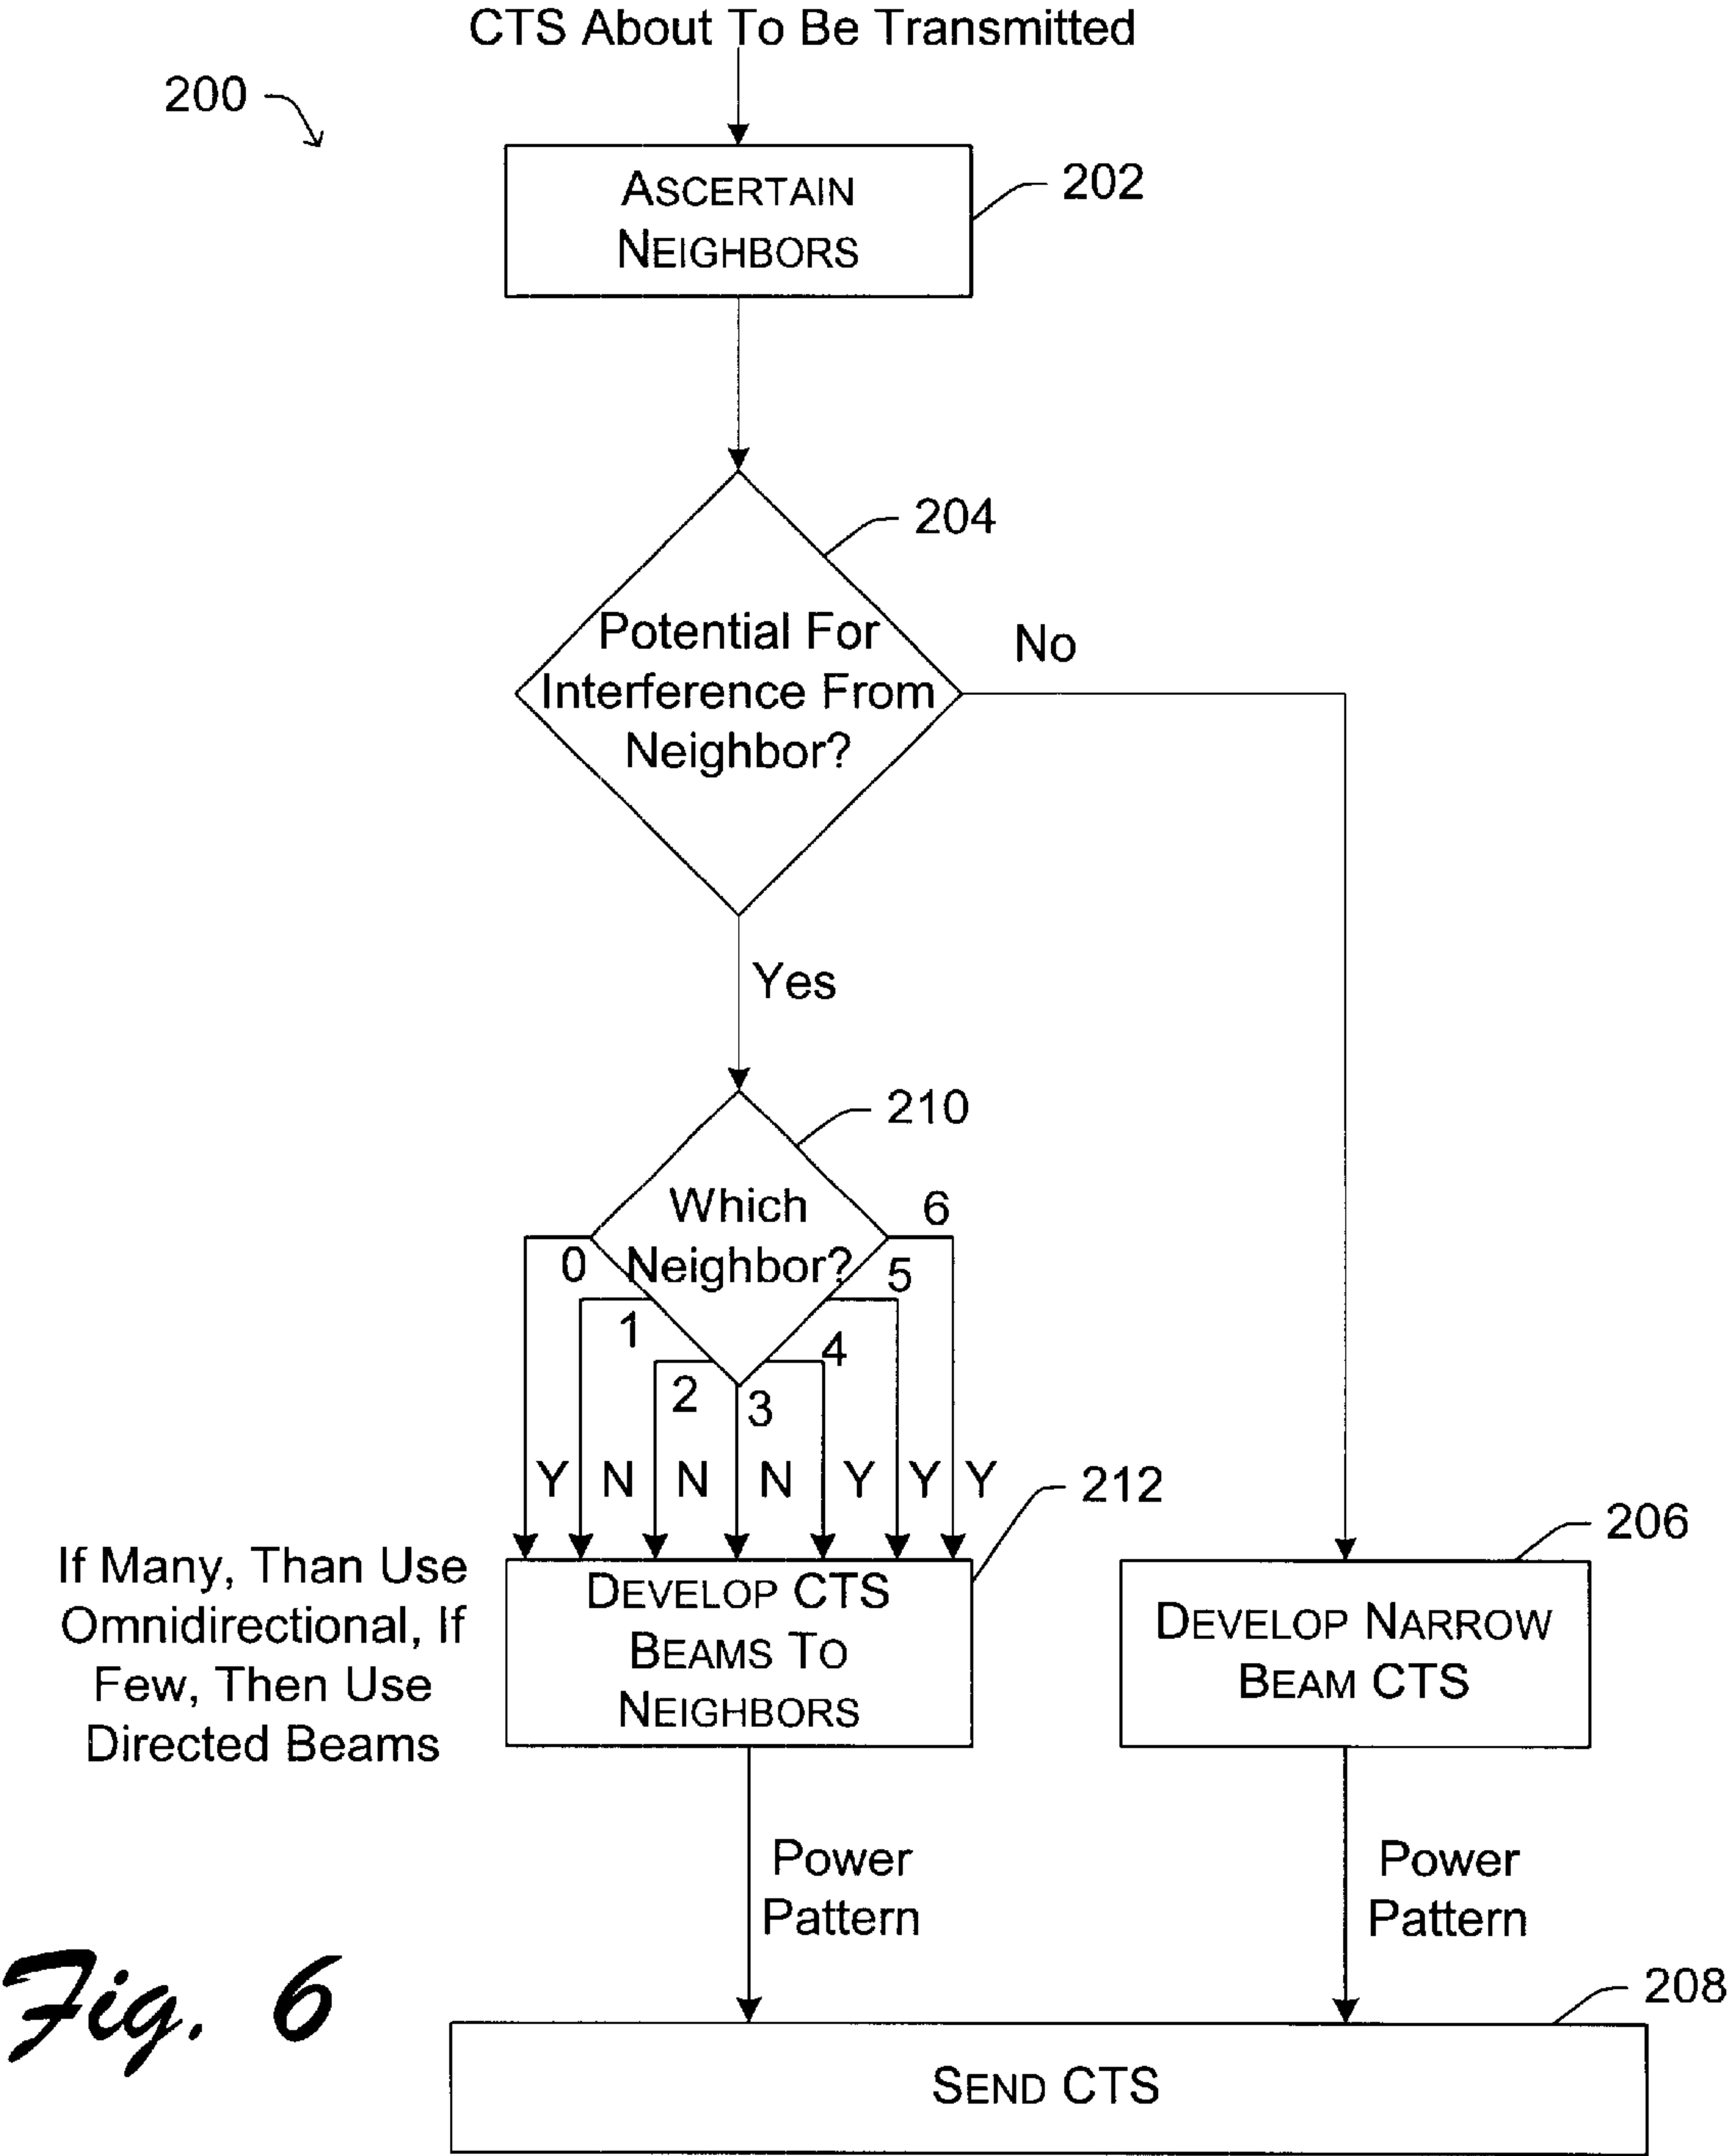 CTS About To Be Transmitted
200
ASCERTAIN
NEIGHBORS
202
204
Potential For
Interference From
Neighbor?
No
Yes
210
Which
Neighbor?
0
1
2
3
4
5
6
Y N N N Y Y Y
212
206
If Many, Than Use
Omnidirectional, If
Few, Then Use
Directed Beams
DEVELOP CTS
BEAMS TO
NEIGHBORS
DEVELOP NARROW
BEAM CTS
Power
Pattern
Power
Pattern
208
SEND CTS
Fig. 6